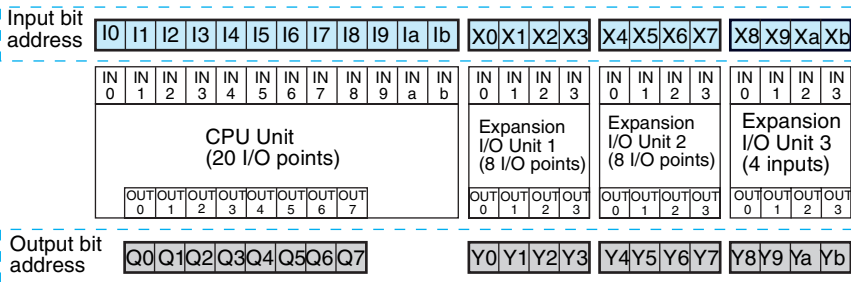 Input bit address I0 I1 I2 I3 I4 I5 I6 I7 I8 I9 Ia Ib X0 X1 X2 X3 X4 X5 X6 X7 X8 X9 Xa Xb
IN IN IN IN IN IN IN IN IN IN IN IN IN IN IN IN IN IN IN IN IN IN IN IN
0 1 2 3 4 5 6 7 8 9 a b 0 1 2 3 0 1 2 3 0 1 2 3
CPU Unit
(20 I/O points)
Expansion
I/O Unit 1
(8 I/O points)
Expansion
I/O Unit 2
(8 I/O points)
Expansion
I/O Unit 3
(4 inputs)
OUT OUT OUT OUT OUT OUT OUT OUT OUT OUT OUT OUT OUT OUT OUT OUT OUT OUT OUT OUT
0 1 2 3 4 5 6 7 0 1 2 3 0 1 2 3 0 1 2 3
Output bit address Q0 Q1 Q2 Q3 Q4 Q5 Q6 Q7 Y0 Y1 Y2 Y3 Y4 Y5 Y6 Y7 Y8 Y9 Ya Yb